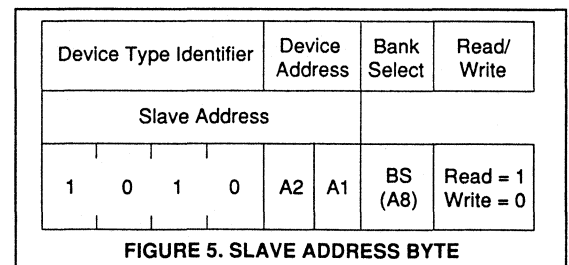 Device Type Identifier Device Address Bank Select Read/ Write
Slave Address
1 0 1 0 A2 A1 BS (A8) Read = 1 Write = 0
FIGURE 5. SLAVE ADDRESS BYTE